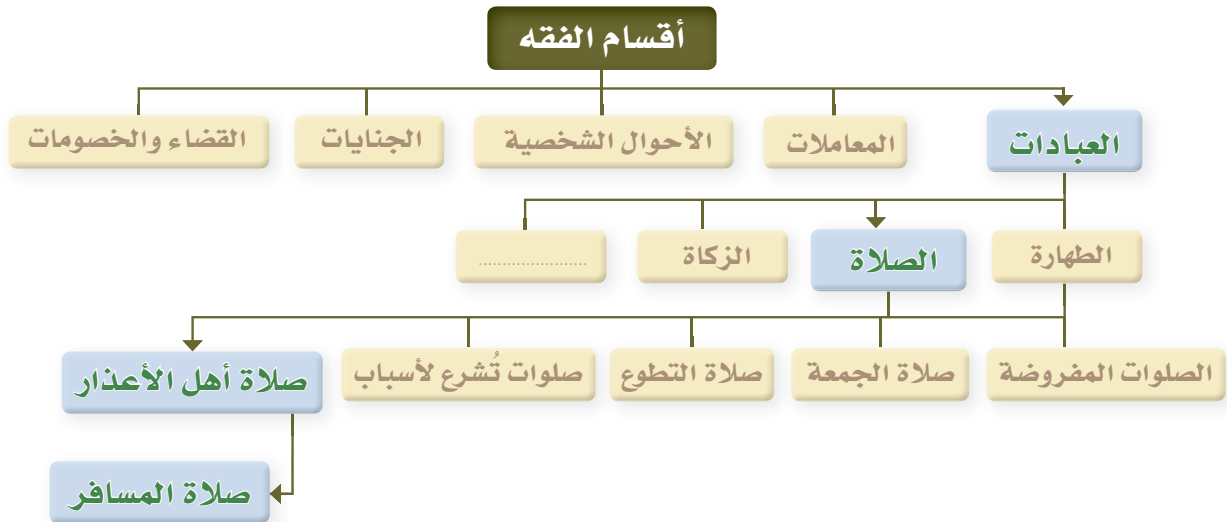 أقسام الفقه
العبادات
المعاملات
الأحوال الشخصية
الجنايات
القضاء والخصومات
الطهارة
الصلاة
الزكاة
......................
الصلوات المفروضة
صلاة الجمعة
صلاة التطوع
صلوات تُشرع لأسباب
صلاة أهل الأعذار
صلاة المسافر